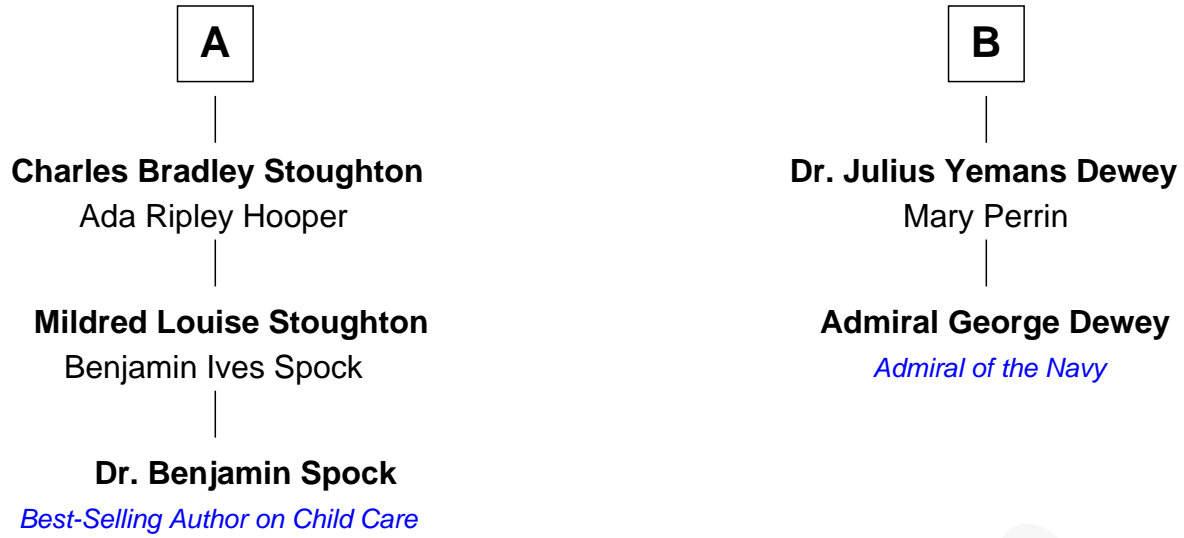 A
Charles Bradley Stoughton
Ada Ripley Hooper
Mildred Louise Stoughton
Benjamin Ives Spock
Dr. Benjamin Spock
Best-Selling Author on Child Care
B
Dr. Julius Yemans Dewey
Mary Perrin
Admiral George Dewey
Admiral of the Navy